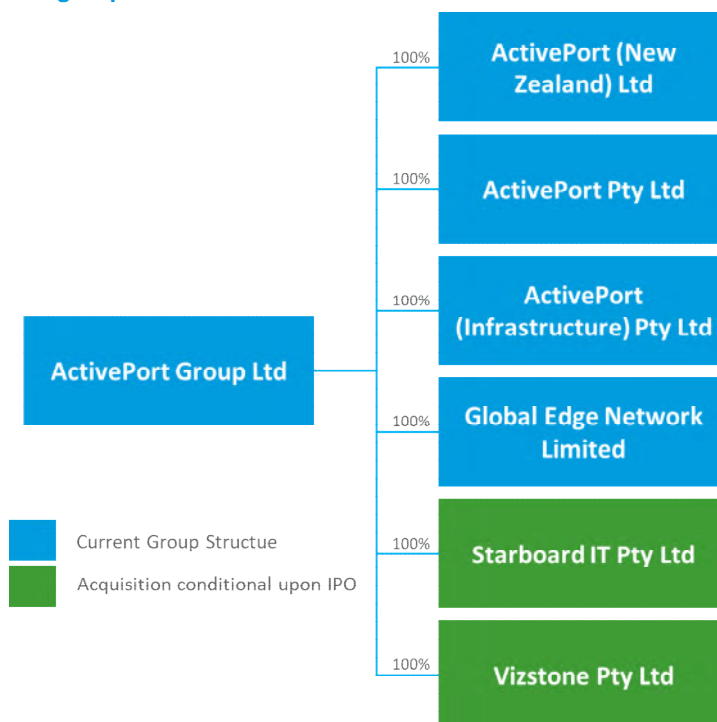 100%
ActivePort (New
Zealand) Ltd
100%
ActivePort Pty Ltd
100%
ActivePort
(Infrastructure) Pty Ltd
ActivePort Group Ltd
100%
Global Edge Network
Limited
Current Group Structue
Acquisition conditional upon IPO
100%
Starboard IT Pty Ltd
100%
Vizstone Pty Ltd